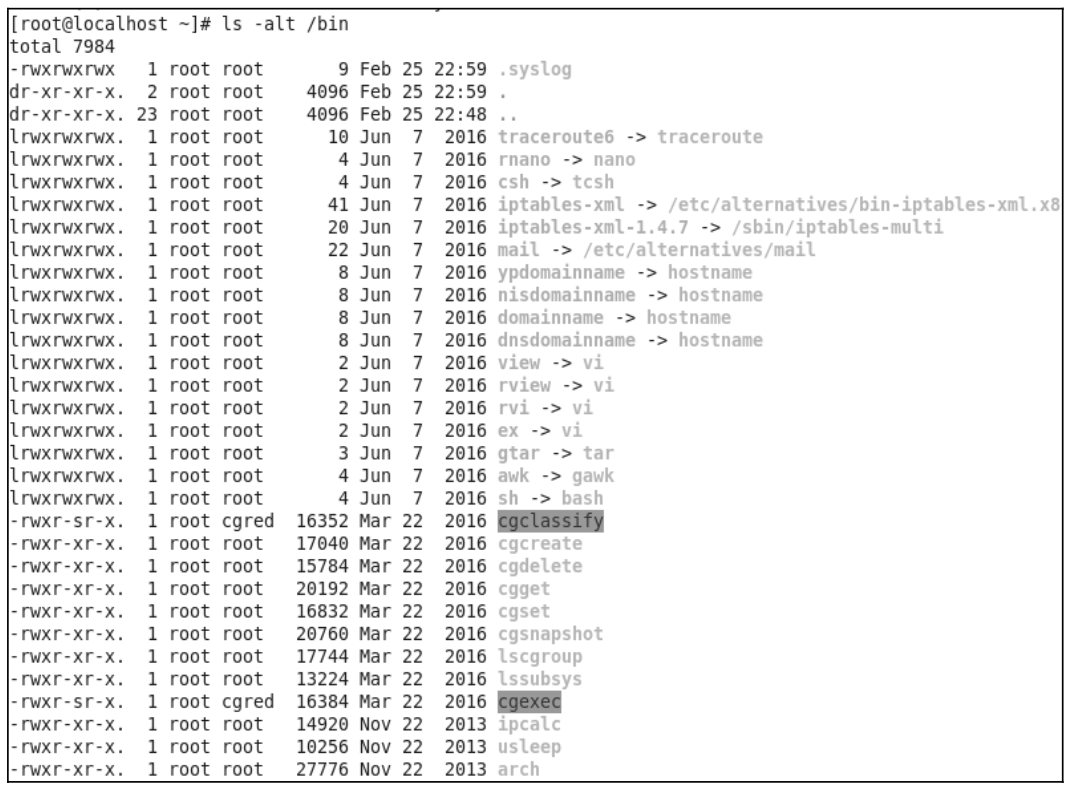 [root@localhost ~]# ls -alt /bin
total 7984
-rwxrwxrwx   1 root root       9 Feb 25 22:59 .syslog
dr-xr-xr-x.  2 root root    4096 Feb 25 22:59 .
dr-xr-xr-x. 23 root root    4096 Feb 25 22:48 ..
lrwxrwxrwx.  1 root root      10 Jun  7  2016 traceroute6 -> traceroute
lrwxrwxrwx.  1 root root       4 Jun  7  2016 rnano -> nano
lrwxrwxrwx.  1 root root       4 Jun  7  2016 csh -> tcsh
lrwxrwxrwx.  1 root root      41 Jun  7  2016 iptables-xml -> /etc/alternatives/bin-iptables-xml.x8
lrwxrwxrwx.  1 root root      20 Jun  7  2016 iptables-xml-1.4.7 -> /sbin/iptables-multi
lrwxrwxrwx.  1 root root      22 Jun  7  2016 mail -> /etc/alternatives/mail
lrwxrwxrwx.  1 root root       8 Jun  7  2016 ypdomainname -> hostname
lrwxrwxrwx.  1 root root       8 Jun  7  2016 nisdomainname -> hostname
lrwxrwxrwx.  1 root root       8 Jun  7  2016 domainname -> hostname
lrwxrwxrwx.  1 root root       8 Jun  7  2016 dnsdomainname -> hostname
lrwxrwxrwx.  1 root root       2 Jun  7  2016 view -> vi
lrwxrwxrwx.  1 root root       2 Jun  7  2016 rview -> vi
lrwxrwxrwx.  1 root root       2 Jun  7  2016 rvi -> vi
lrwxrwxrwx.  1 root root       2 Jun  7  2016 ex -> vi
lrwxrwxrwx.  1 root root       3 Jun  7  2016 gtar -> tar
lrwxrwxrwx.  1 root root       4 Jun  7  2016 awk -> gawk
lrwxrwxrwx.  1 root root       4 Jun  7  2016 sh -> bash
-rwxr-sr-x.  1 root cgred  16352 Mar 22  2016 cgclassify
-rwxr-xr-x.  1 root root   17040 Mar 22  2016 cgcreate
-rwxr-xr-x.  1 root root   15784 Mar 22  2016 cgdelete
-rwxr-xr-x.  1 root root   20192 Mar 22  2016 cgget
-rwxr-xr-x.  1 root root   16832 Mar 22  2016 cgset
-rwxr-xr-x.  1 root root   20760 Mar 22  2016 cgsnapshot
-rwxr-xr-x.  1 root root   17744 Mar 22  2016 lscgroup
-rwxr-xr-x.  1 root root   13224 Mar 22  2016 lssubsys
-rwxr-sr-x.  1 root cgred  16384 Mar 22  2016 cgexec
-rwxr-xr-x.  1 root root   14920 Nov 22  2013 ipcalc
-rwxr-xr-x.  1 root root   10256 Nov 22  2013 usleep
-rwxr-xr-x.  1 root root   27776 Nov 22  2013 arch